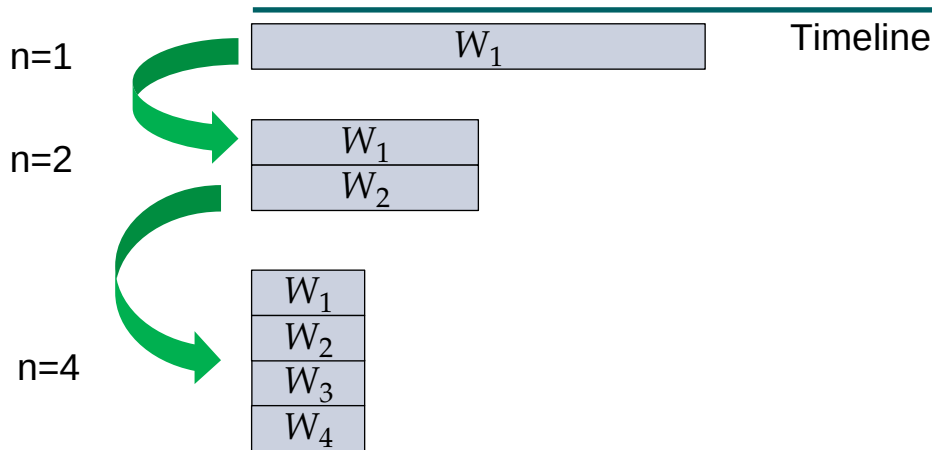 Timeline
n=1
W₁
n=2
W₁
W₂
n=4
W₁
W₂
W₃
W₄